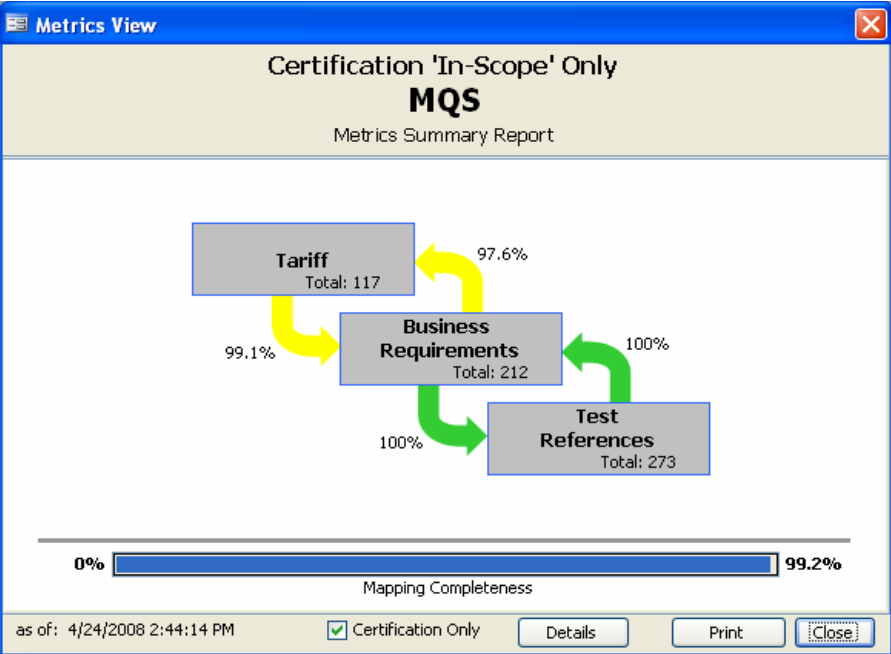 Metrics View
Certification 'In-Scope' Only
MQS
Metrics Summary Report
Tariff
Total: 117
97.6%
99.1%
Business
Requirements
Total: 212
100%
100%
Test
References
Total: 273
0%
99.2%
Mapping Completeness
as of: 4/24/2008 2:44:14 PM
Certification Only
Details
Print
Close